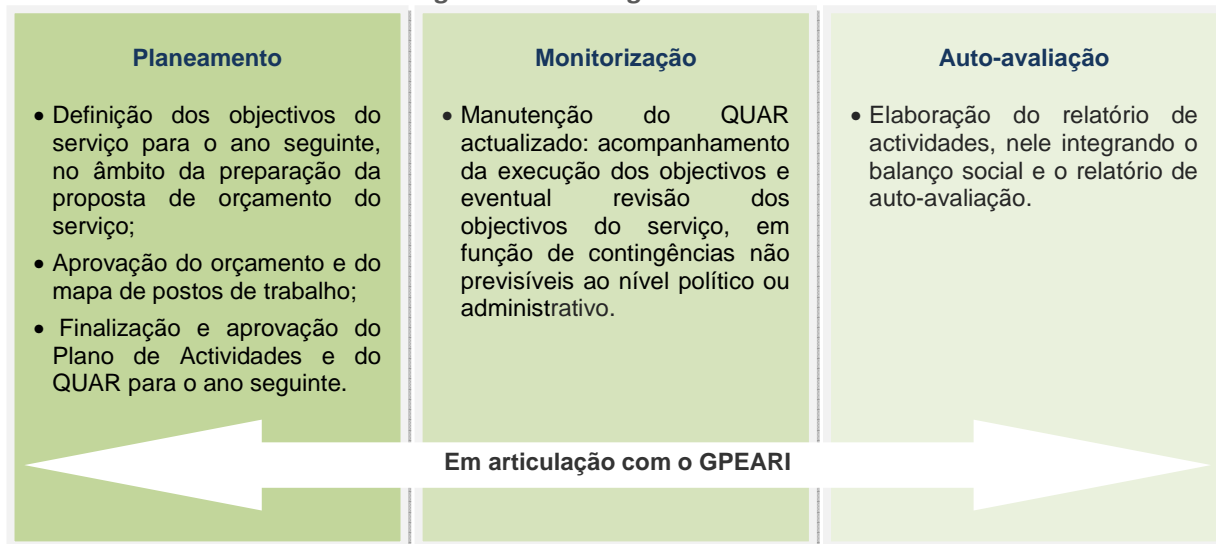 Planeamento
• Definição dos objectivos do
serviço para o ano seguinte,
no âmbito da preparação da
proposta de orçamento do
serviço;
• Aprovação do orçamento e do
mapa de postos de trabalho;
• Finalização e aprovação do
Plano de Actividades e do
QUAR para o ano seguinte.
Monitorização
• Manutenção do QUAR
actualizado: acompanhamento
da execução dos objectivos e
eventual revisão dos
objectivos do serviço, em
função de contingências não
previsíveis ao nível político ou
administrativo.
Auto-avaliação
• Elaboração do relatório de
actividades, nele integrando o
balanço social e o relatório de
auto-avaliação.
Em articulação com o GPEARI